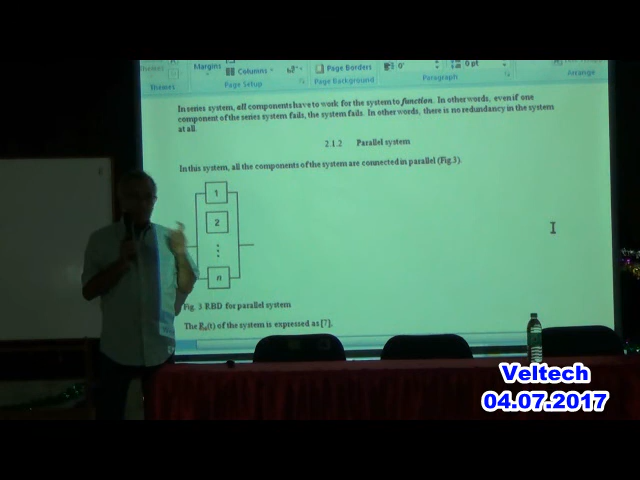 Margins
Columns
Page Borders
0"
0 pt
Arrange
Themes
Page Setup
Page Background
Paragraph
In series system, all components have to work for the system to function. In other words, even if one
component of the series system fails, the system fails. In other words, there is no redundancy in the system
at all.
2.1.2 Parallel system
In this system, all the components of the system are connected in parallel (Fig.3).
1
2
n
Fig. 3 RBD for parallel system
The Rs(t) of the system is expressed as [7].
Veltech
04.07.2017